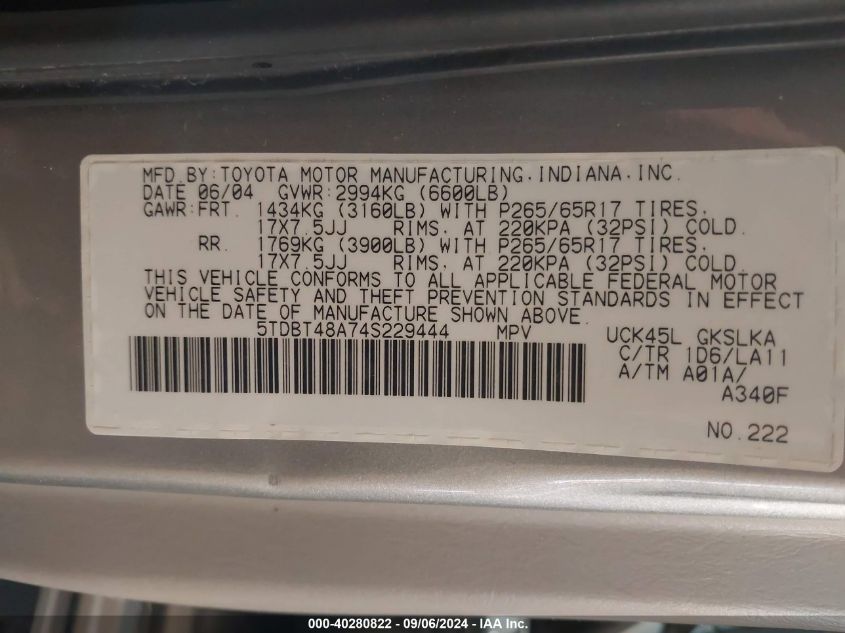 MFD.BY:TOYOTA MOTOR MANUFACTURING.INDIANA.INC.
DATE 06/04 GVWR:2994KG (6600LB)
GAWR:FRT. 1434KG (3160LB) WITH P265/65R17 TIRES.
17X7.5JJ RIMS. AT 220KPA (32PSI) COLD.
RR. 1769KG (3900LB) WITH P265/65R17 TIRES.
17X7.5JJ RIMS. AT 220KPA (32PSI) COLD.
THIS VEHICLE CONFORMS TO ALL APPLICABLE FEDERAL MOTOR
VEHICLE SAFETY AND THEFT PREVENTION STANDARDS IN EFFECT
ON THE DATE OF MANUFACTURE SHOWN ABOVE.
5TDBT48A74S229444 MPV UCK45L GKSLKA
C/TR 1D6/LA11
A/TM A01A/
A340F
NO.222
000-40280822 - 09/06/2024 - IAA Inc.